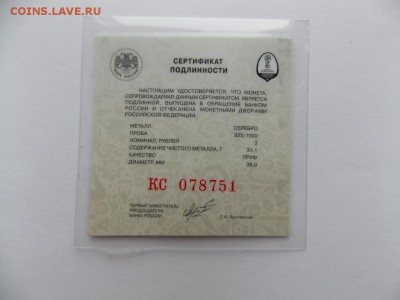 COINS.ЛАVE.RU
СЕРТИФИКАТ
ПОДЛИННОСТИ
НАСТОЯЩИМ УДОСТОВЕРЯЕТСЯ, ЧТО МОНЕТА,
СОПРОВОЖДАЕМАЯ ДАННЫМ СЕРТИФИКАТОМ, ЯВЛЯЕТСЯ
ПОДЛИННОЙ, ВЫПУЩЕНА В ОБРАЩЕНИЕ БАНКОМ
РОССИИ И ОТЧЕКАНЕНА МОНЕТНЫМИ ДВОРАМИ
РОССИЙСКОЙ ФЕДЕРАЦИИ.
МЕТАЛЛ СЕРЕБРО
ПРОБА 925/1000
НОМИНАЛ, РУБЛЕЙ 3
СОДЕРЖАНИЕ ЧИСТОГО МЕТАЛЛА, Г 31,1
КАЧЕСТВО ПРУФ
ДИАМЕТР, ММ 39,0
КС 078751
ПЕРВЫЙ ЗАМЕСТИТЕЛЬ
ПРЕДСЕДАТЕЛЯ
БАНКА РОССИИ